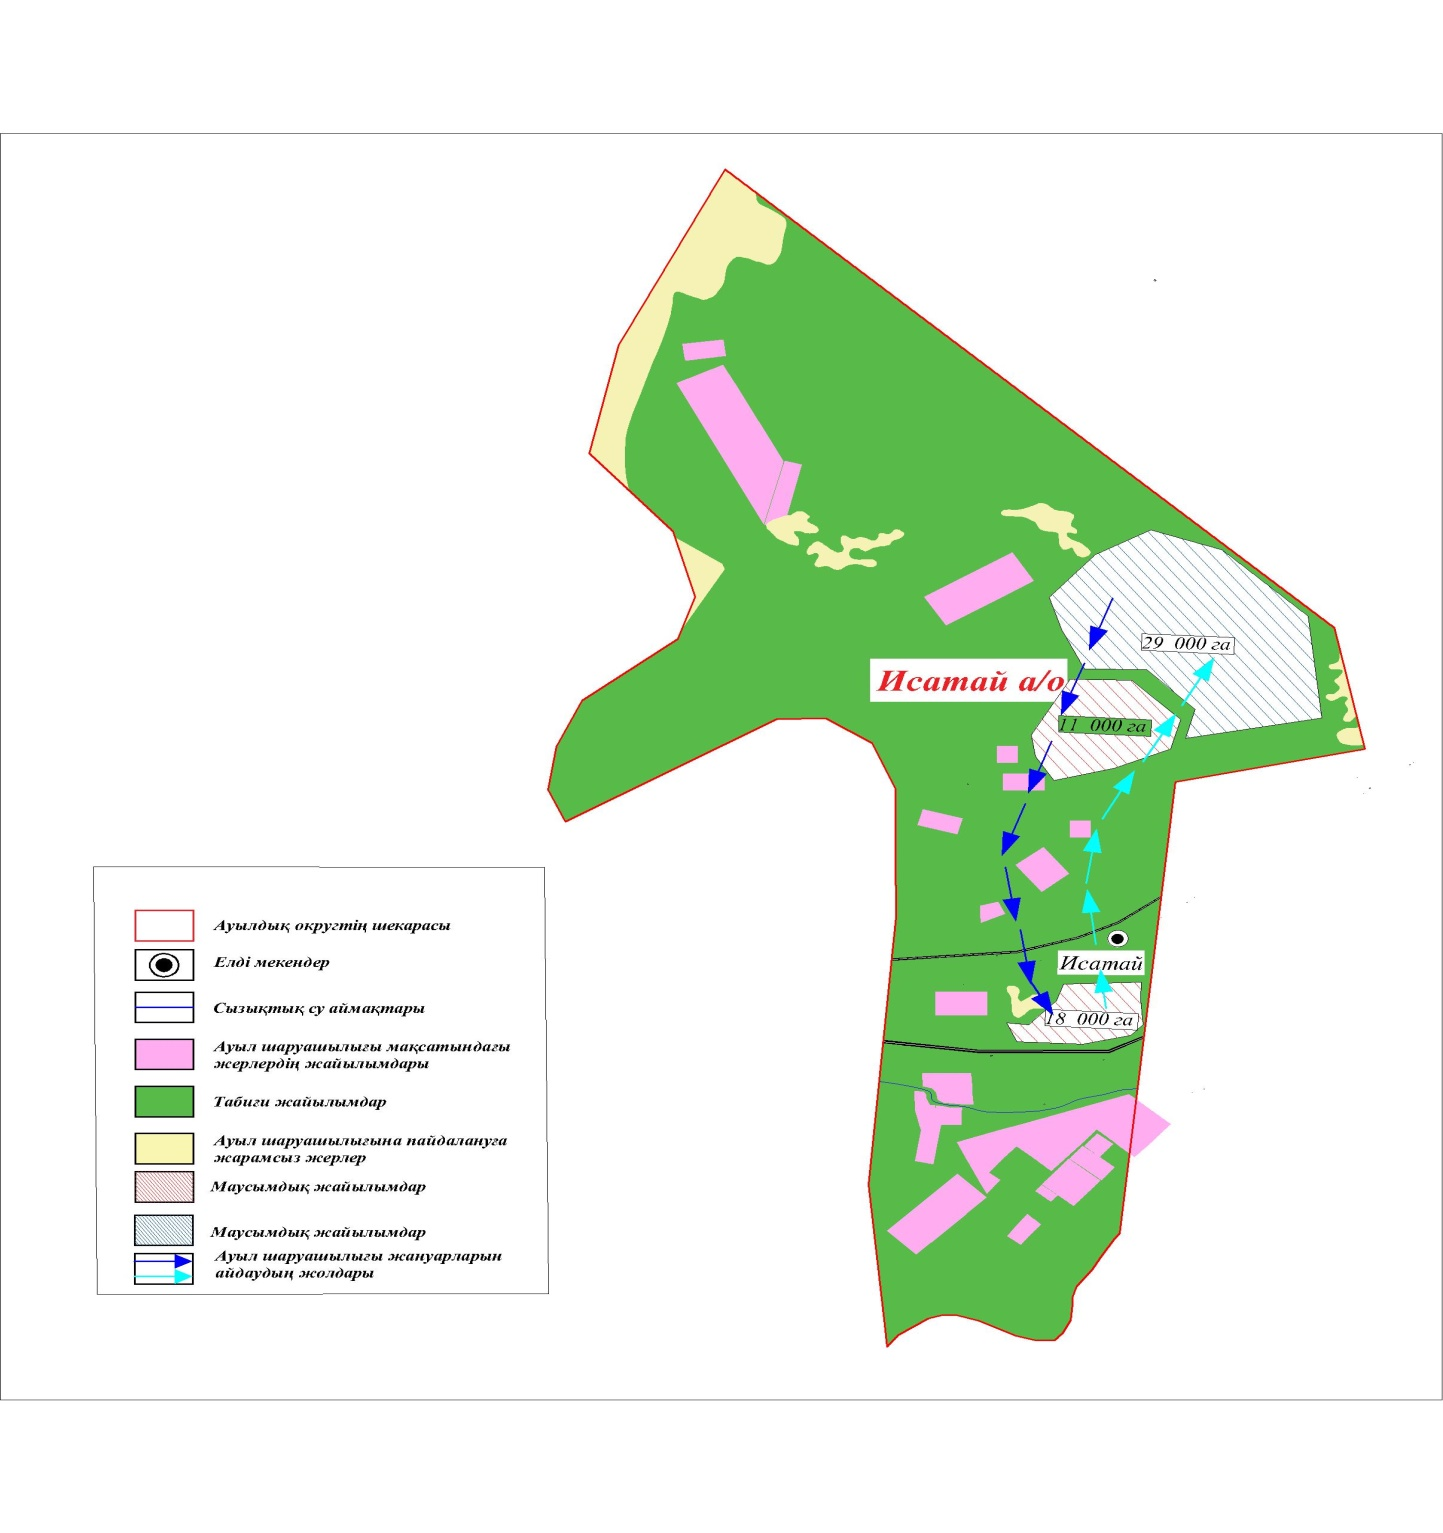 29 000 га
Исатай а/о
11 000 га
Исатай
18 000 га
Ауылдық округтің шекарасы
Елді мекендер
Сызықтық су аймақтары
Ауыл шаруашылығы мақсатындағы
жерлердің жайылымдары
Табиғи жайылымдар
Ауыл шаруашылығына пайдалануға
жарамсыз жерлер
Маусымдық жайылымдар
Маусымдық жайылымдар
Ауыл шаруашылығы жануарларын
айдаудың жолдары